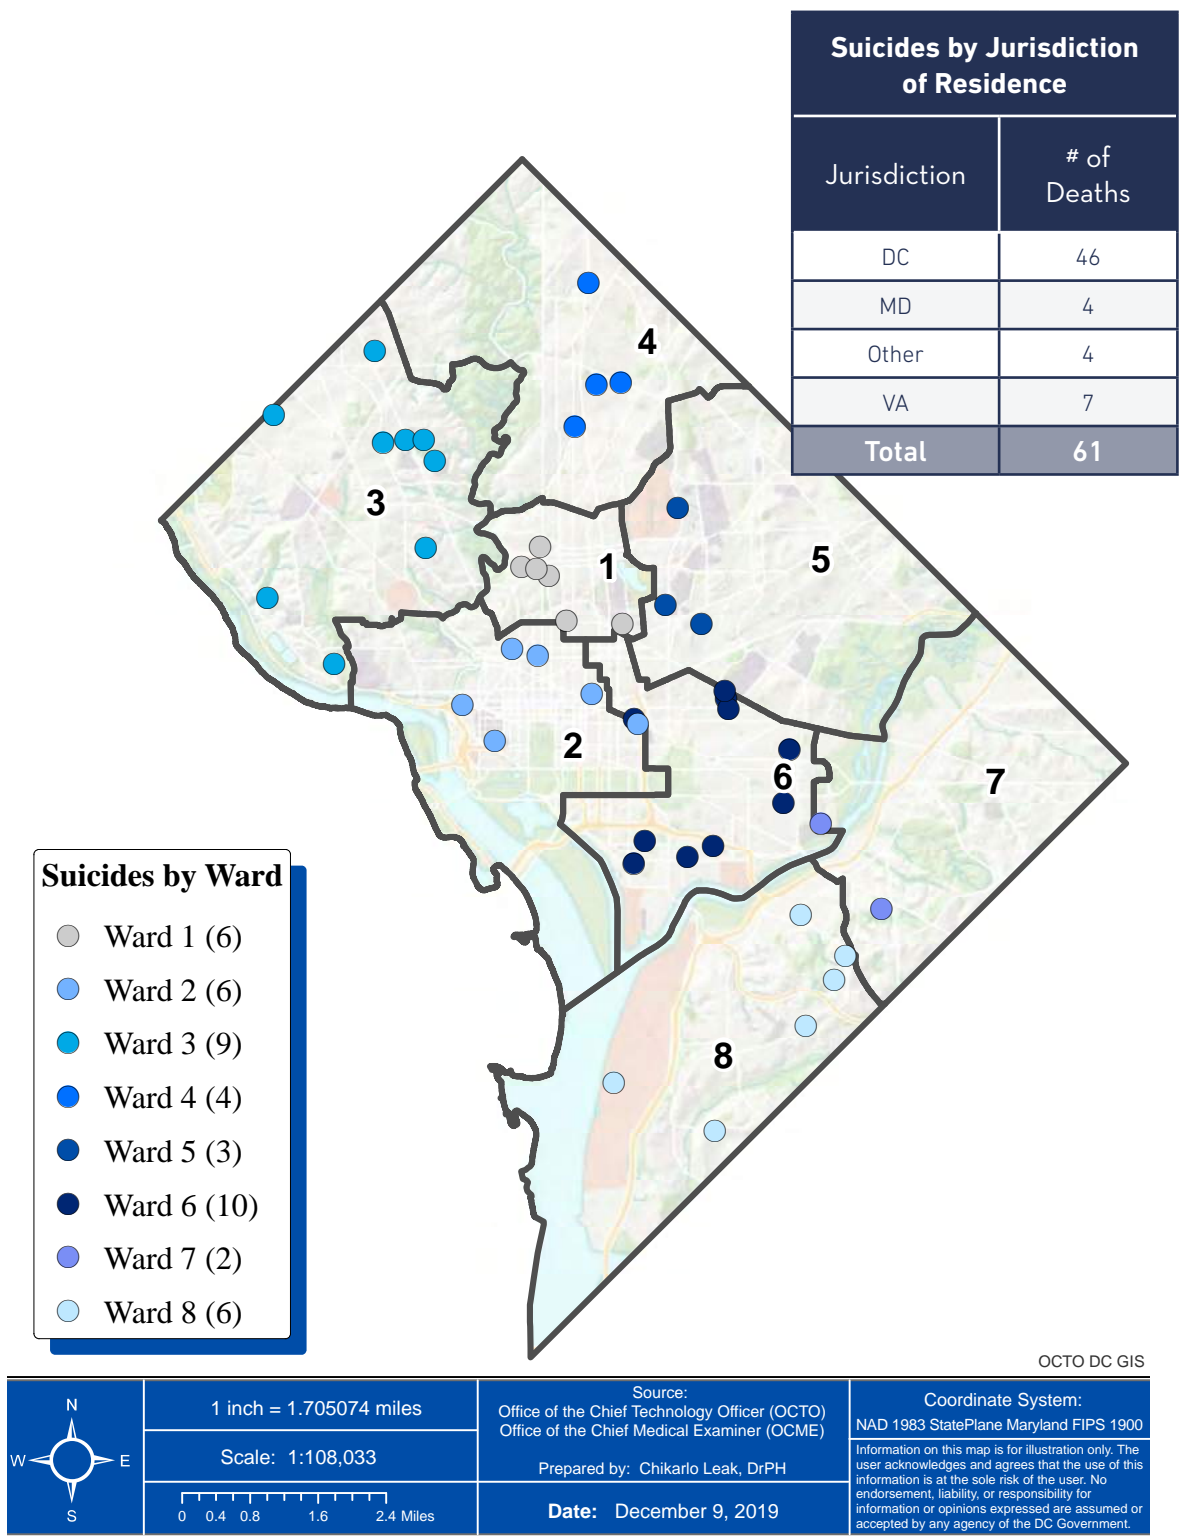 Suicides by Jurisdiction
of Residence
Jurisdiction
# of
Deaths
DC 46
MD 4
Other 4
VA 7
Total 61
4
3
1
5
2
6
7
8
Suicides by Ward
Ward 1 (6)
Ward 2 (6)
Ward 3 (9)
Ward 4 (4)
Ward 5 (3)
Ward 6 (10)
Ward 7 (2)
Ward 8 (6)
OCTO DC GIS
N
W E
S
1 inch = 1.705074 miles
Scale: 1:108,033
0 0.4 0.8 1.6 2.4 Miles
Source:
Office of the Chief Technology Officer (OCTO)
Office of the Chief Medical Examiner (OCME)
Prepared by: Chikarlo Leak, DrPH
Date: December 9, 2019
Coordinate System:
NAD 1983 StatePlane Maryland FIPS 1900
Information on this map is for illustration only. The
user acknowledges and agrees that the use of this
information is at the sole risk of the user. No
endorsement, liability, or responsibility for
information or opinions expressed are assumed or
accepted by any agency of the DC Government.